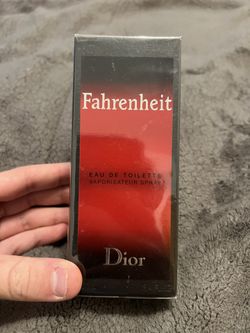 Fahrenheit
EAU DE TOILETTE
VAPORISATEUR SPRAY
Dior